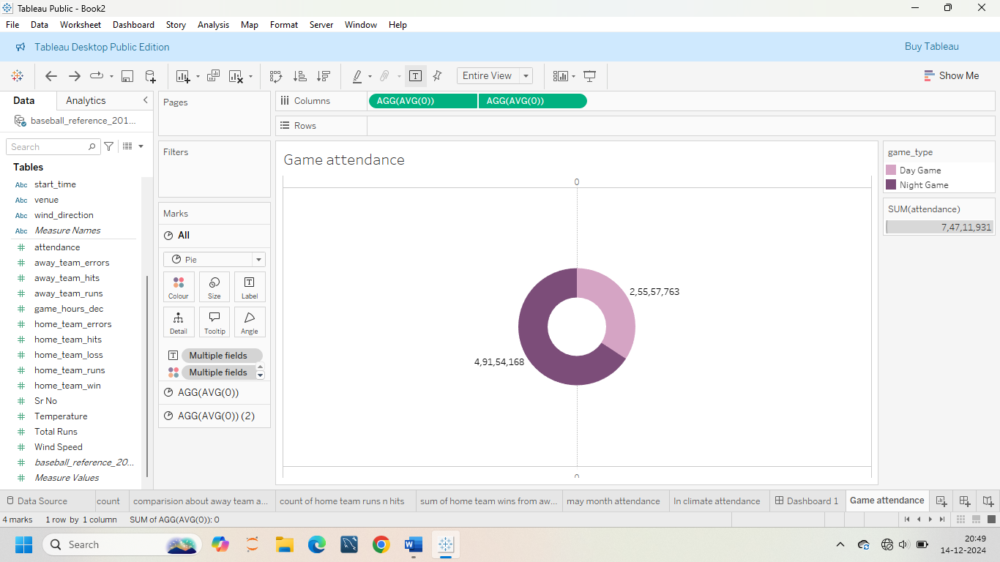 Tableau Public - Book2
File Data Worksheet Dashboard Story Analysis Map Format Server Window Help
Tableau Desktop Public Edition
Buy Tableau
Entire View
Show Me
Data
Analytics
baseball_reference_201...
Search
Tables
Abc start_time
Abc venue
Abc wind_direction
Abc Measure Names
attendance
away_team_errors
away_team_hits
away_team_runs
game_hours_dec
home_team_errors
home_team_hits
home_team_loss
home_team_runs
home_team_win
Sr No
Temperature
Total Runs
Wind Speed
baseball_reference_20...
Measure Values
Pages
Filters
Marks
All
Pie
Colour
Size
Label
Detail
Tooltip
Angle
Multiple fields
Multiple fields
AGG(AVG(0))
AGG(AVG(0)) (2)
Columns
AGG(AVG(0))
AGG(AVG(0))
Rows
Game attendance
0
2,55,57,763
4,91,54,168
0
game_type
Day Game
Night Game
SUM(attendance)
7,47,11,931
Data Source
count
comparision about away team a...
count of home team runs n hits
sum of home team wins from aw...
may month attendance
In climate attendance
Dashboard 1
Game attendance
4 marks
1 row by 1 column
SUM of AGG(AVG(0)): 0
Search
20:49
14-12-2024